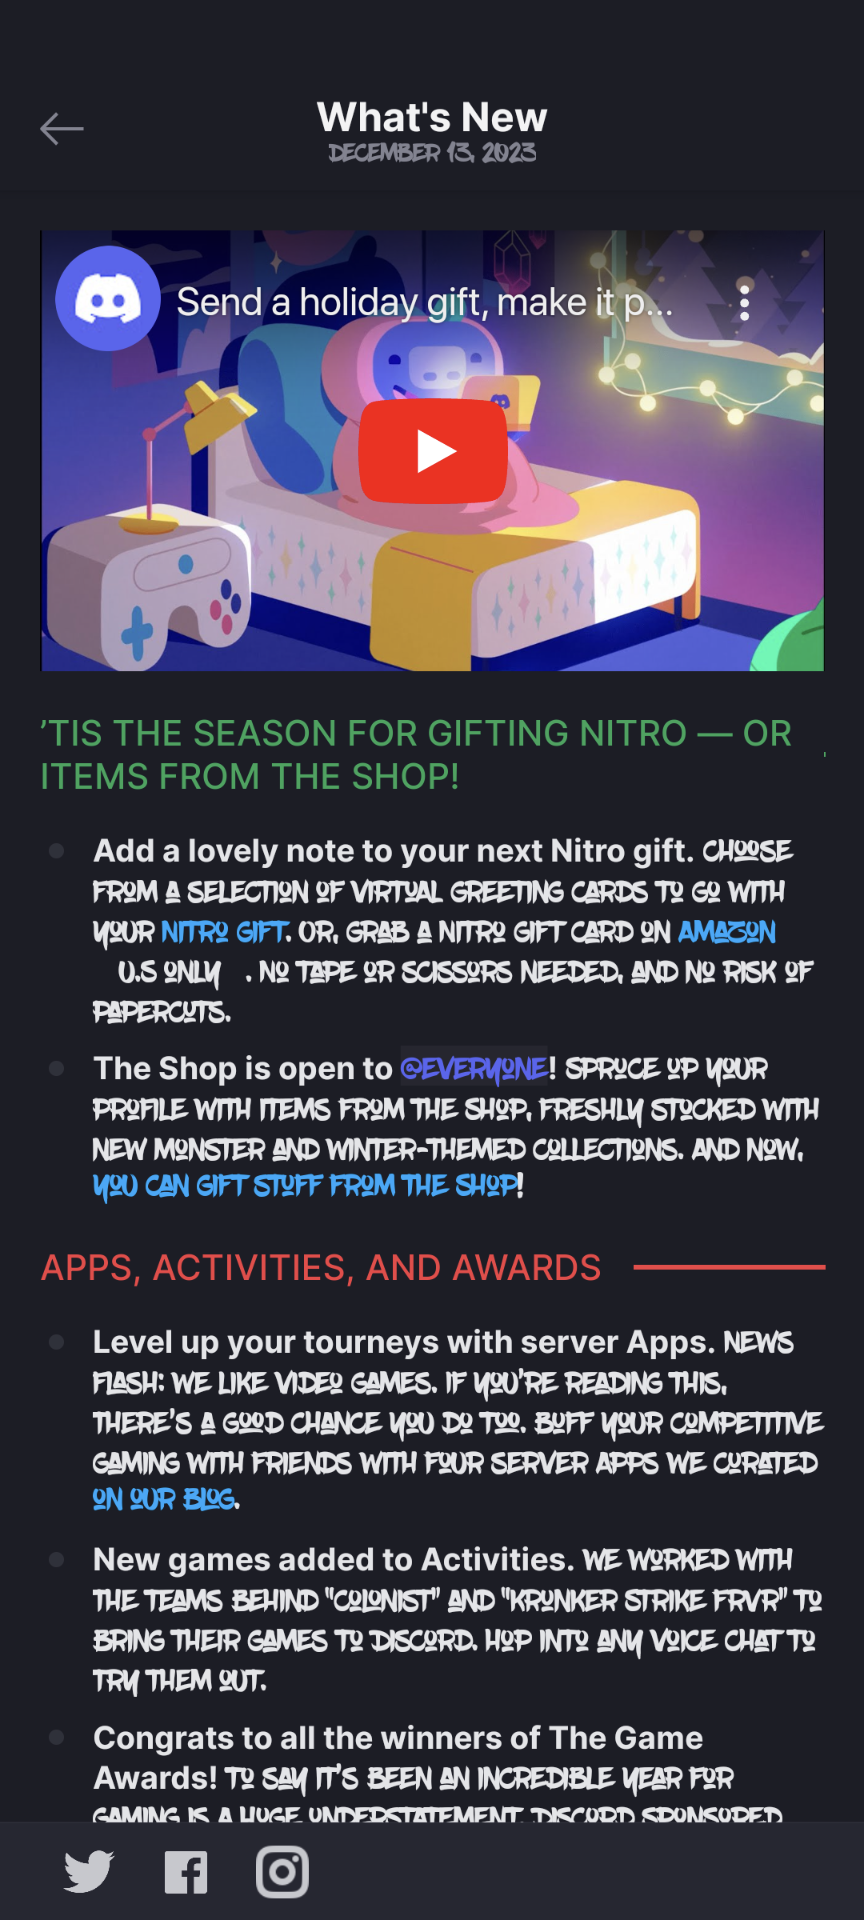 What's New
DECEMBER 13, 2023
Send a holiday gift, make it p...
’TIS THE SEASON FOR GIFTING NITRO — OR
ITEMS FROM THE SHOP!
Add a lovely note to your next Nitro gift. CHOOSE
FROM A SELECTION OF VIRTUAL GREETING CARDS TO GO WITH
YOUR NITRO GIFT. OR, GRAB A NITRO GIFT CARD ON AMAZON
U.S ONLY . NO TAPE OR SCISSORS NEEDED, AND NO RISK OF
PAPERCUTS.
The Shop is open to @EVERYONE! SPRUCE UP YOUR
PROFILE WITH ITEMS FROM THE SHOP, FRESHLY STOCKED WITH
NEW MONSTER AND WINTER-THEMED COLLECTIONS. AND NOW,
YOU CAN GIFT STUFF FROM THE SHOP!
APPS, ACTIVITIES, AND AWARDS
Level up your tourneys with server Apps. NEWS
FLASH: WE LIKE VIDEO GAMES. IF YOU'RE READING THIS,
THERE'S A GOOD CHANCE YOU DO TOO. BUFF YOUR COMPETITIVE
GAMING WITH FRIENDS WITH FOUR SERVER APPS WE CURATED
ON OUR BLOG.
New games added to Activities. WE WORKED WITH
THE TEAMS BEHIND "COLONIST" AND "KRUNKER STRIKE FRVR" TO
BRING THEIR GAMES TO DISCORD. HOP INTO ANY VOICE CHAT TO
TRY THEM OUT.
Congrats to all the winners of The Game
Awards! TO SAY IT'S BEEN AN INCREDIBLE YEAR FOR
GAMING IS A HUGE UNDERSTATEMENT. DISCORD SPONSORED